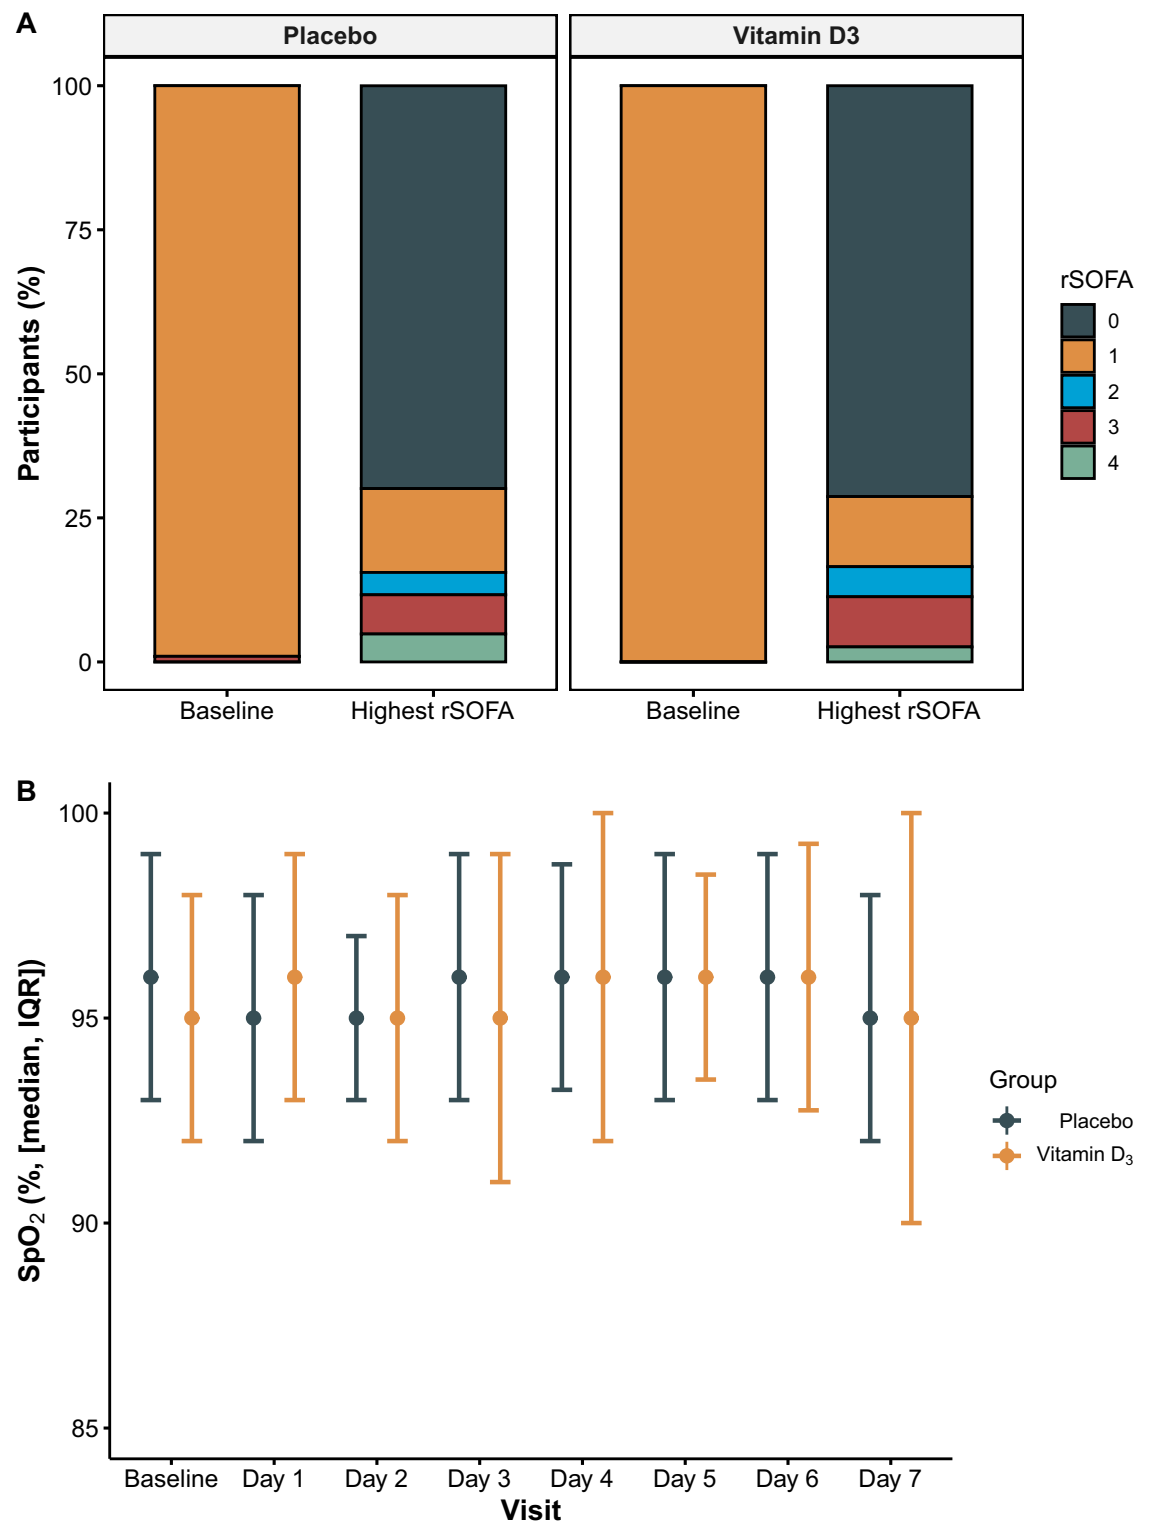 A
Placebo
Vitamin D3
Participants (%)
100
75
50
25
0
Baseline
Highest rSOFA
Baseline
Highest rSOFA
rSOFA
0
1
2
3
4
B
SpO₂ (%, [median, IQR])
100
95
90
85
Baseline
Day 1
Day 2
Day 3
Day 4
Day 5
Day 6
Day 7
Visit
Group
Placebo
Vitamin D₃